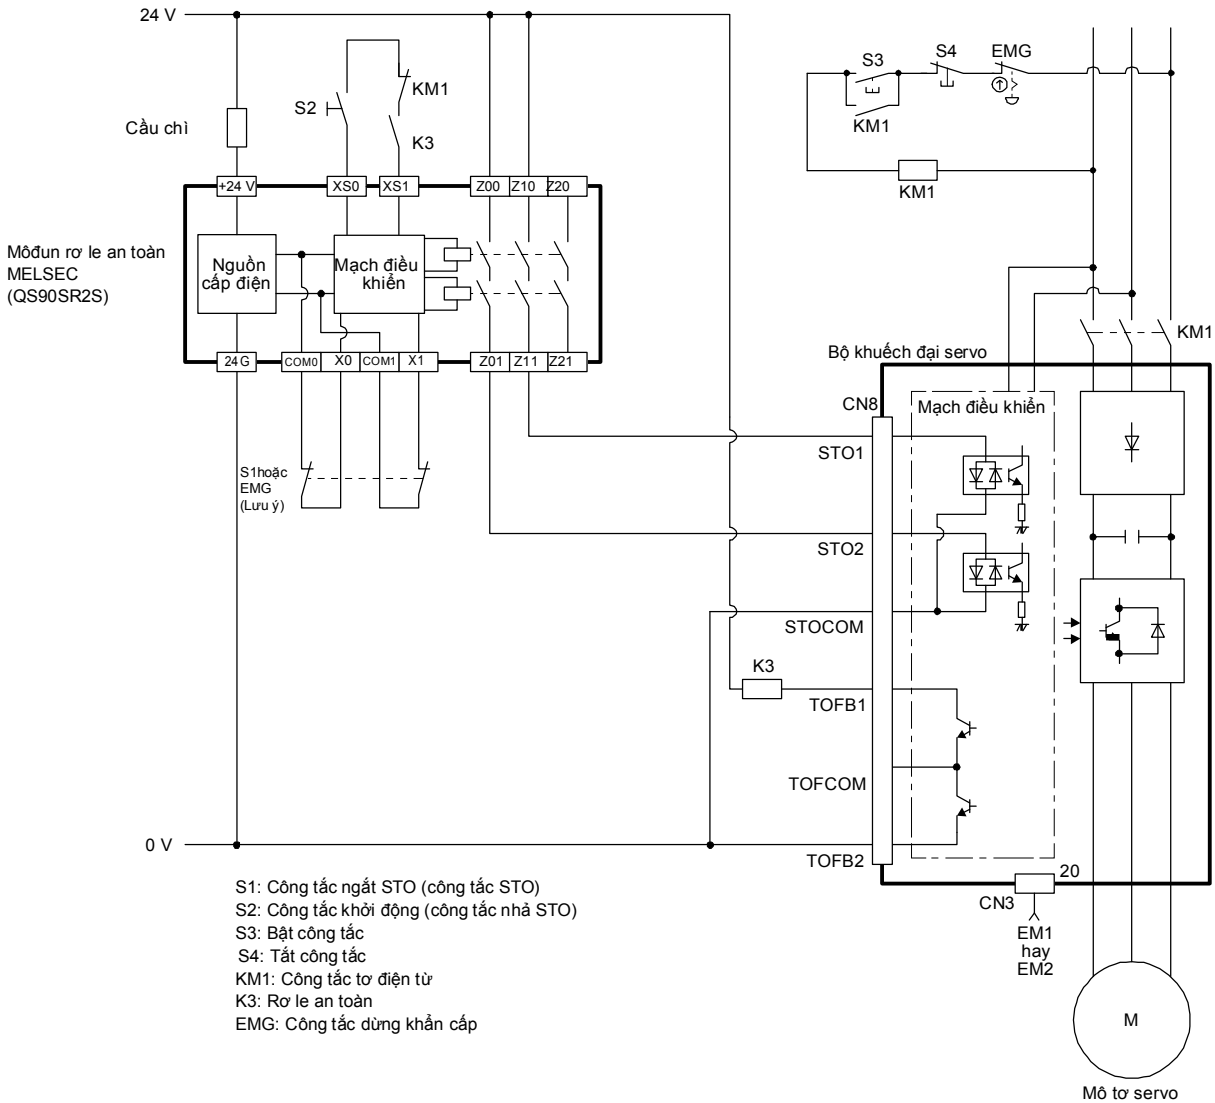 24 V
S3
S4
EMG
KM1
S2
KM1
Cầu chì
K3
KM1
+24 V
XS0
XS1
Z00
Z10
Z20
Môđun rơ le an toàn
MELSEC
(QS90SR2S)
Nguồn
cấp điện
Mạch điều
khiển
KM1
Bộ khuếch đại servo
24 G
COM0
X0
COM1
X1
Z01
Z11
Z21
CN8
Mạch điều khiển
STO1
S1hoặc
EMG
(Lưu ý)
STO2
STOCOM
K3
TOFB1
TOFCOM
0 V
TOFB2
20
CN3
EM1
hay
EM2
S1: Công tắc ngắt STO (công tắc STO)
S2: Công tắc khởi động (công tắc nhả STO)
S3: Bật công tắc
S4: Tắt công tắc
KM1: Công tắc tơ điện từ
K3: Rơ le an toàn
EMG: Công tắc dừng khẩn cấp
M
Mô tơ servo